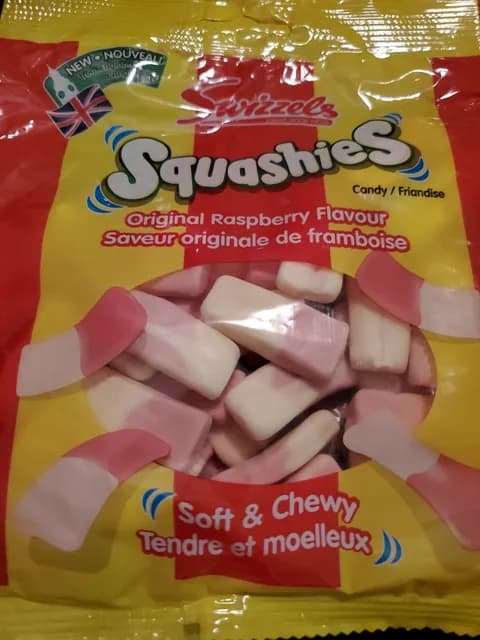 NEW • NOUVEAU
Swizzels
Squashies
Candy / Friandise
Original Raspberry Flavour
Saveur originale de framboise
Soft & Chewy
Tendre et moelleux